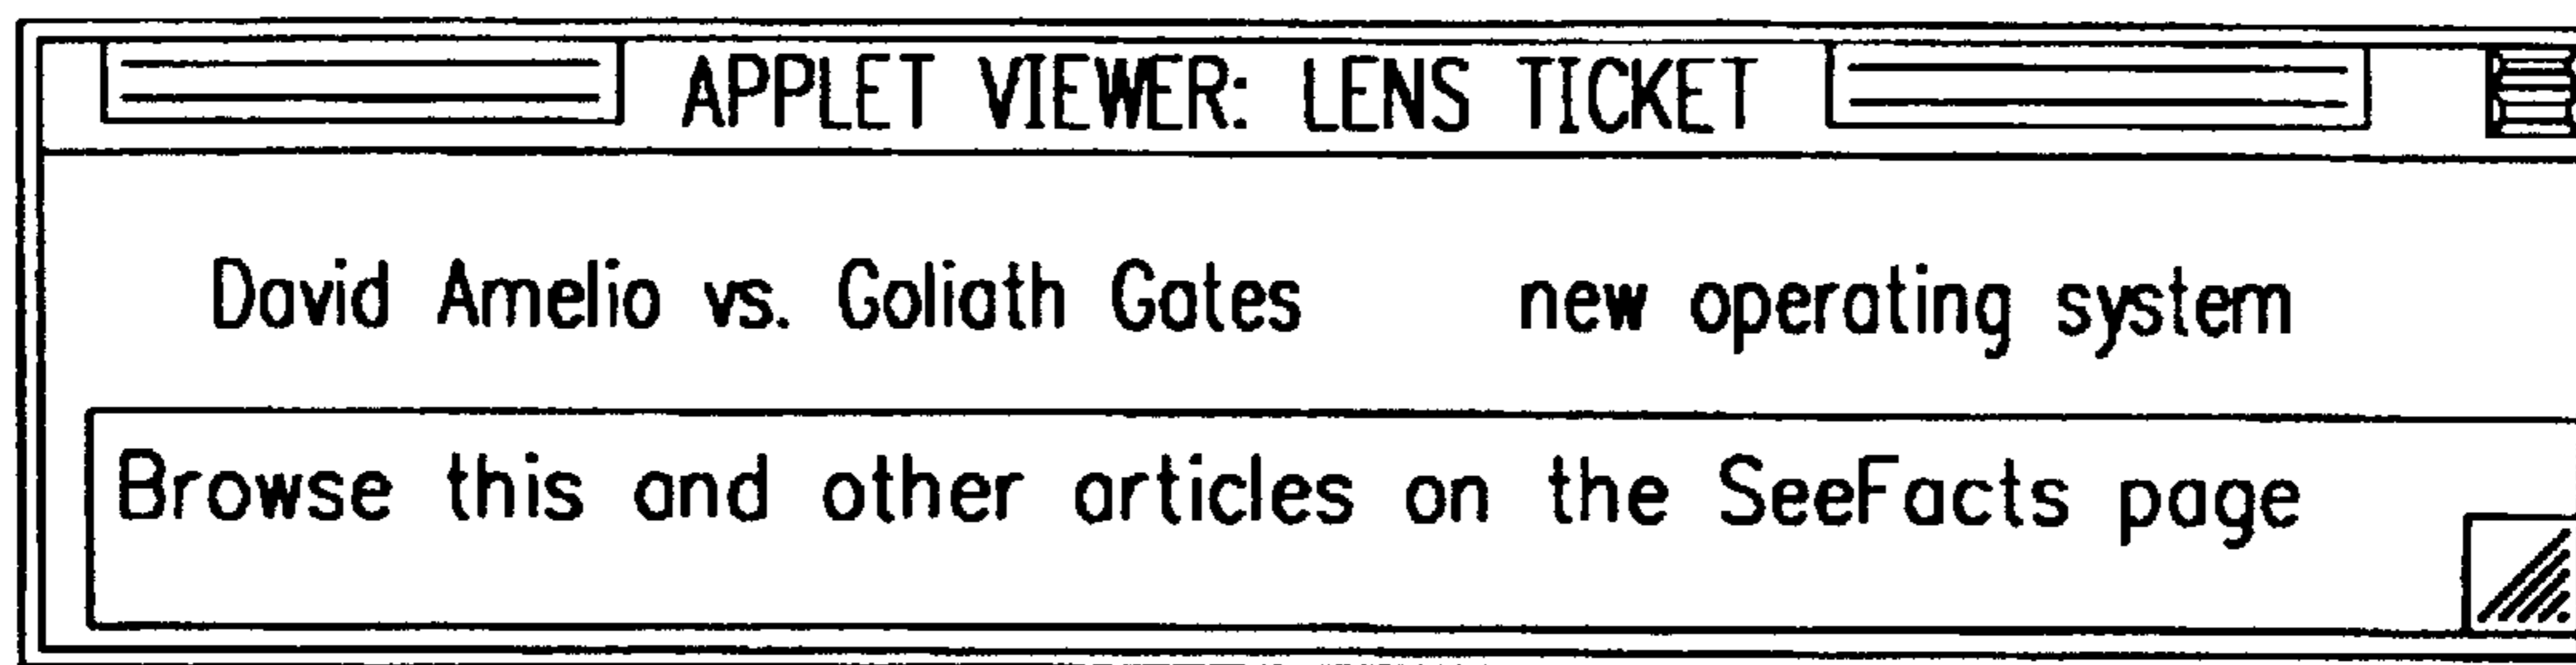 APPLET VIEWER: LENS TICKET
David Amelio vs. Goliath Gates new operating system
Browse this and other articles on the SeeFacts page